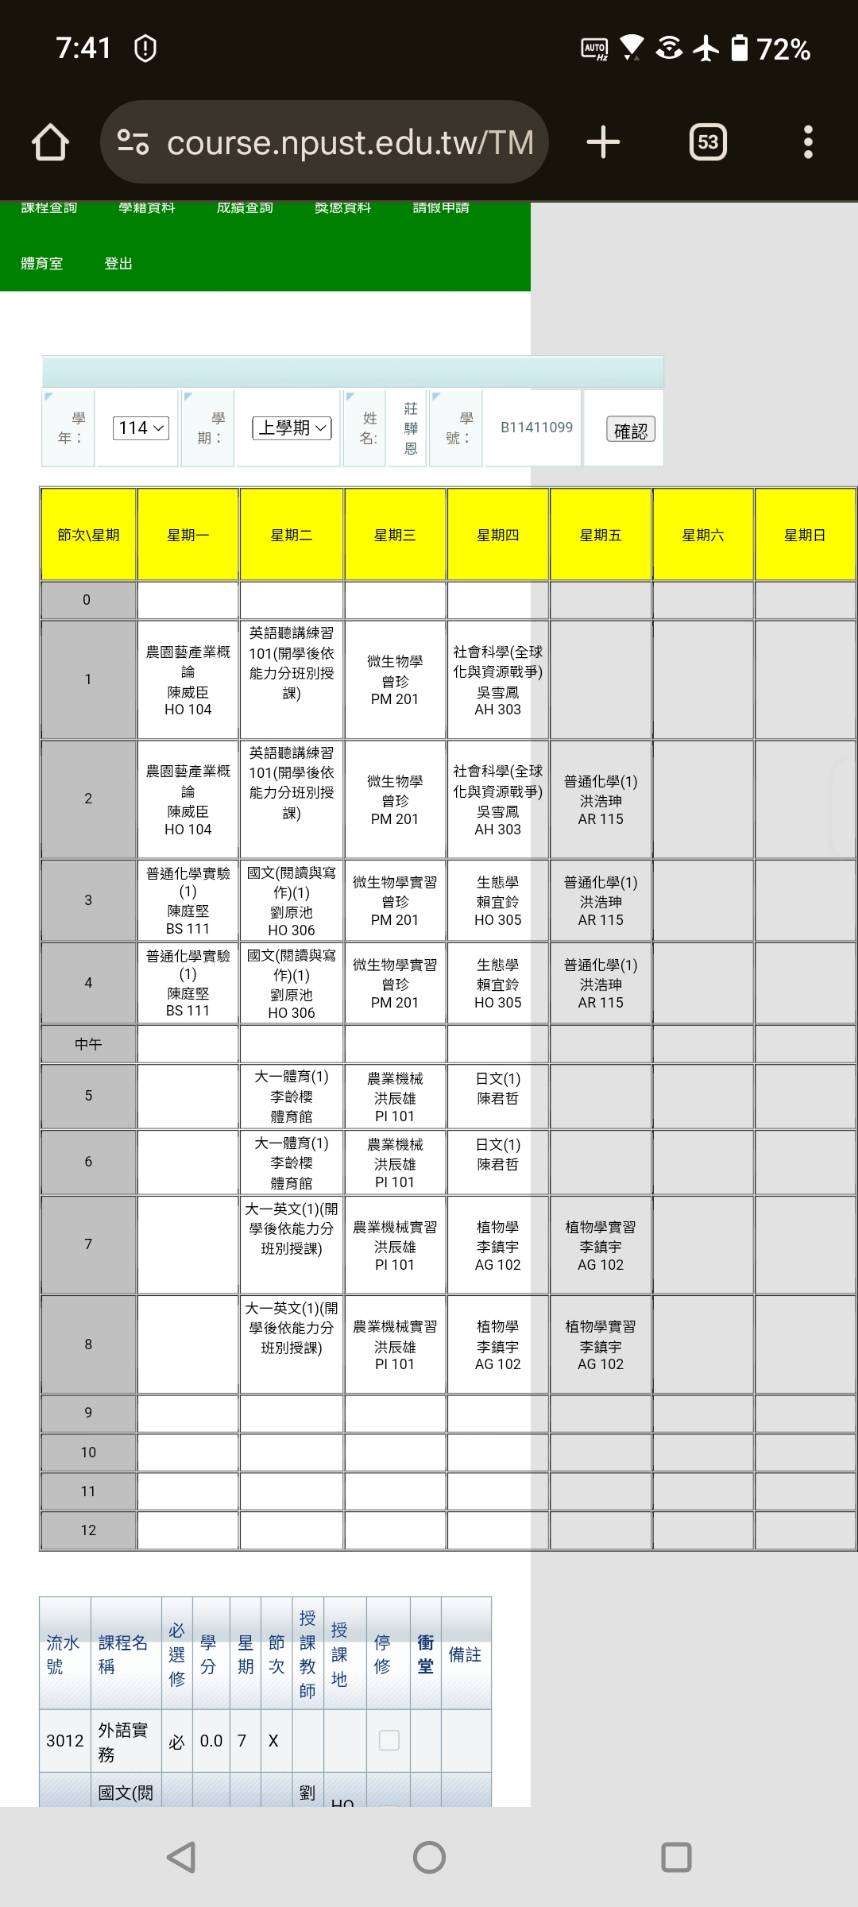 7:41
AUTO Hz
72%
course.npust.edu.tw/TM
53
課程查詢 學籍資料 成績查詢 獎懲資料 請假申請
體育室 登出
學年： 114 學期： 上學期 姓名: 莊驊恩 學號： B11411099 確認
節次\星期 星期一 星期二 星期三 星期四 星期五 星期六 星期日
0
1
農園藝產業概
論
陳威臣
HO 104
英語聽講練習
101(開學後依
能力分班別授
課)
微生物學
曾珍
PM 201
社會科學(全球
化與資源戰爭)
吳雪鳳
AH 303
2
農園藝產業概
論
陳威臣
HO 104
英語聽講練習
101(開學後依
能力分班別授
課)
微生物學
曾珍
PM 201
社會科學(全球
化與資源戰爭)
吳雪鳳
AH 303
普通化學(1)
洪浩珅
AR 115
3
普通化學實驗
(1)
陳庭堅
BS 111
國文(閱讀與寫
作)(1)
劉原池
HO 306
微生物學實習
曾珍
PM 201
生態學
賴宜鈴
HO 305
普通化學(1)
洪浩珅
AR 115
4
普通化學實驗
(1)
陳庭堅
BS 111
國文(閱讀與寫
作)(1)
劉原池
HO 306
微生物學實習
曾珍
PM 201
生態學
賴宜鈴
HO 305
普通化學(1)
洪浩珅
AR 115
中午
5
大一體育(1)
李齡櫻
體育館
農業機械
洪辰雄
PI 101
日文(1)
陳君哲
6
大一體育(1)
李齡櫻
體育館
農業機械
洪辰雄
PI 101
日文(1)
陳君哲
7
大一英文(1)(開
學後依能力分
班別授課)
農業機械實習
洪辰雄
PI 101
植物學
李鎮宇
AG 102
植物學實習
李鎮宇
AG 102
8
大一英文(1)(開
學後依能力分
班別授課)
農業機械實習
洪辰雄
PI 101
植物學
李鎮宇
AG 102
植物學實習
李鎮宇
AG 102
9
10
11
12
流水號 課程名稱 必選修 學分 星期 節次 授課教師 授課地 停修 衝堂 備註
3012 外語實務 必 0.0 7 X
國文(閱 劉 HO